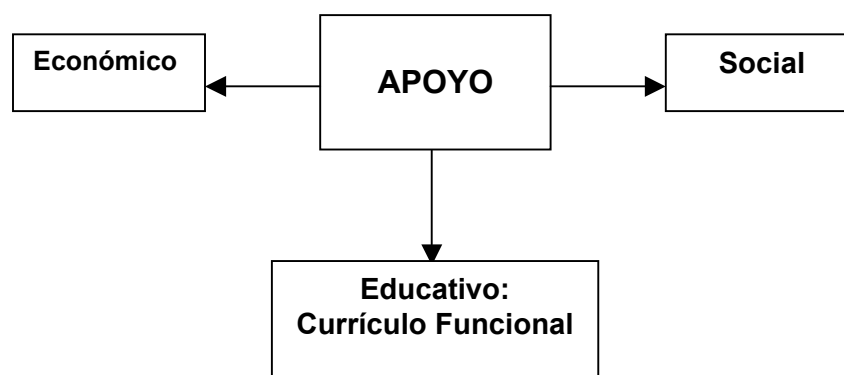 Económico
APOYO
Social
Educativo:
Currículo Funcional